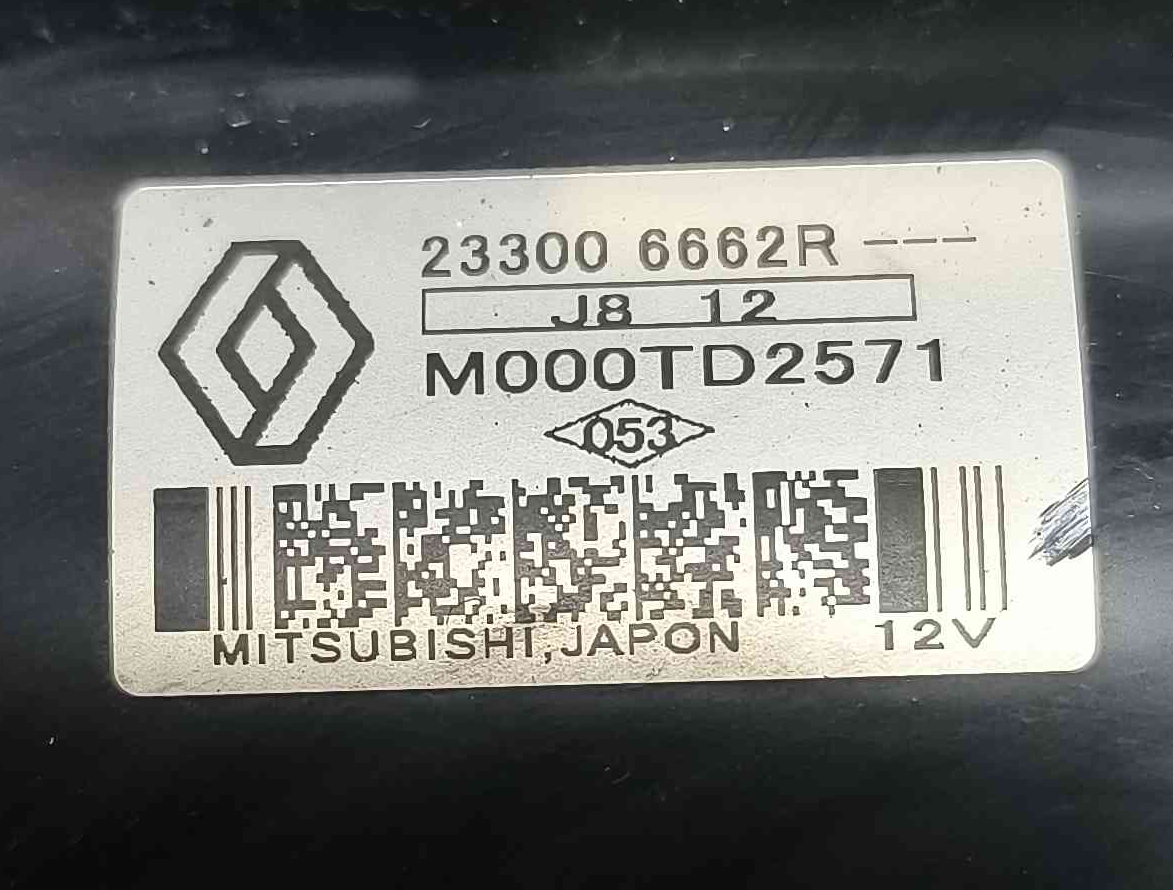 23300 6662R ---
J8 12
M000TD2571
053
MITSUBISHI,JAPON 12V